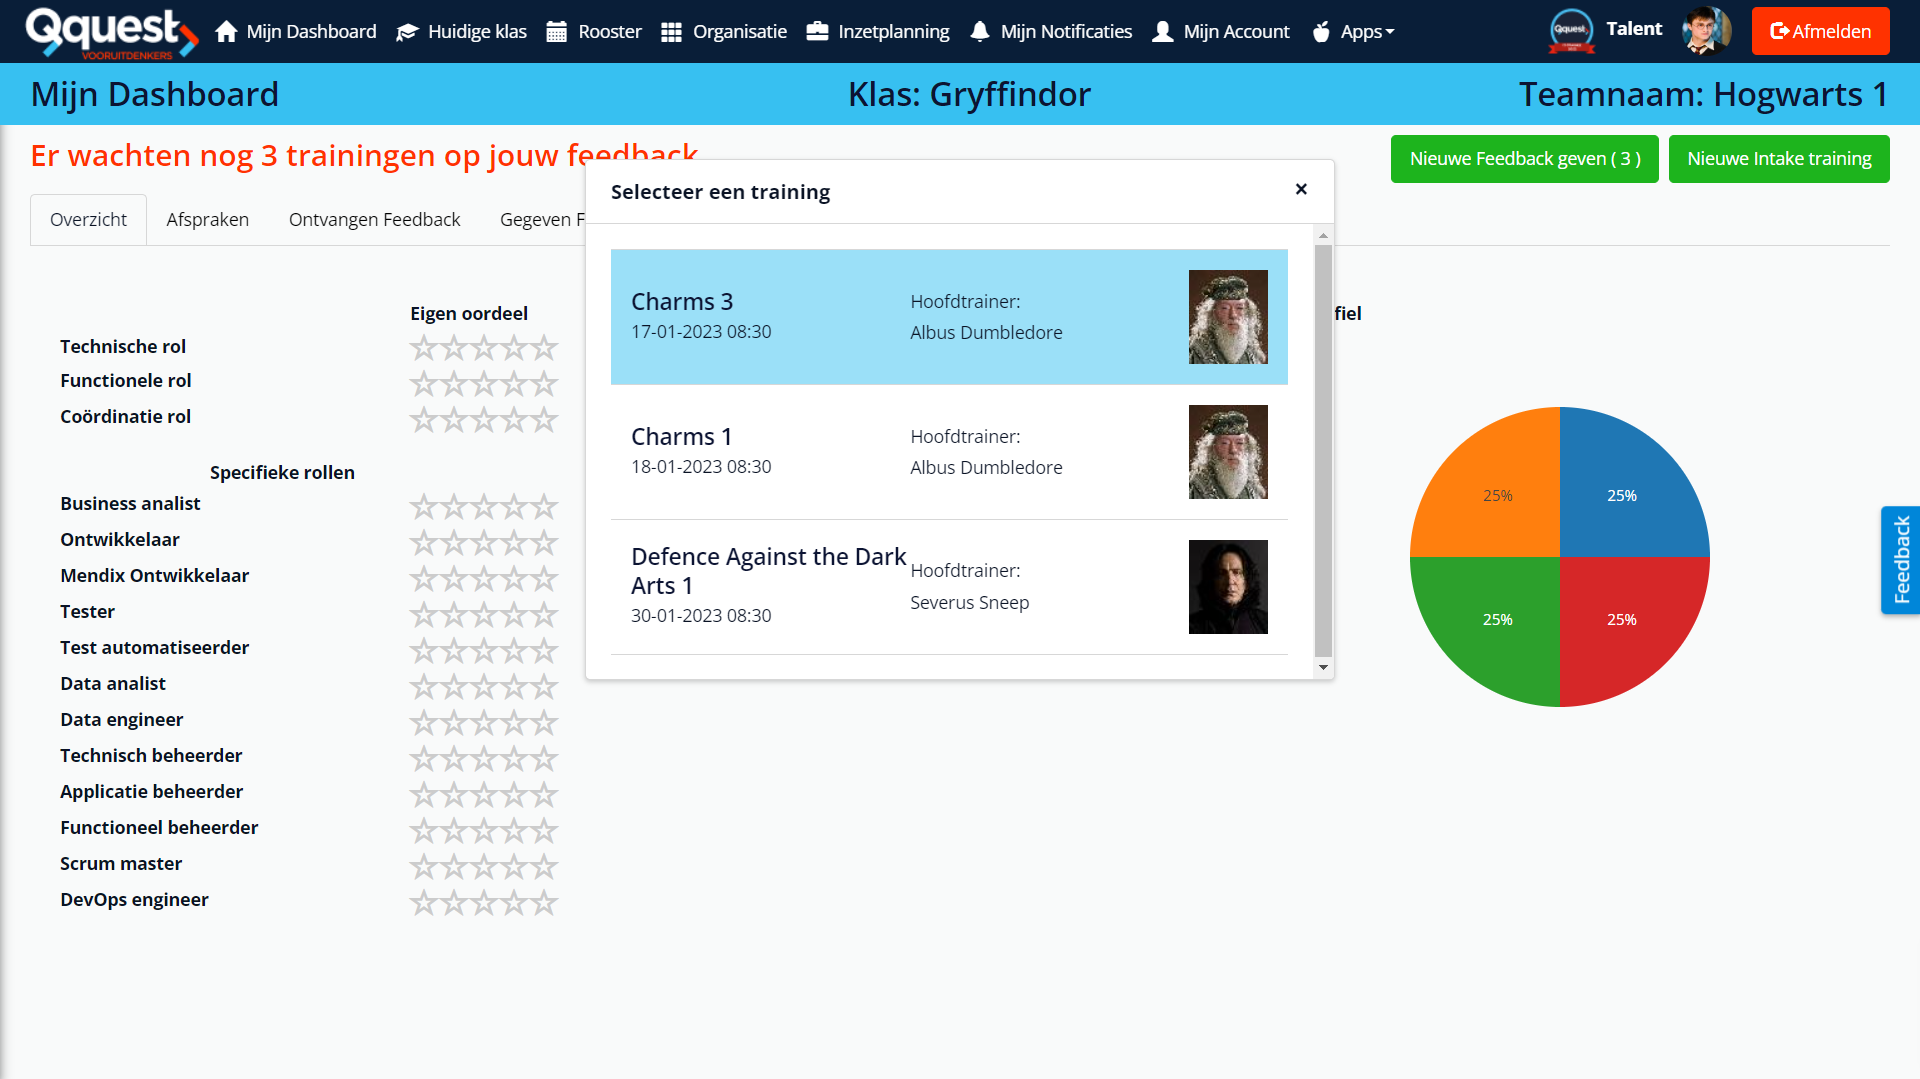 Qquest
VOORUITDENKERS
Mijn Dashboard
Huidige klas
Rooster
Organisatie
Inzetplanning
Mijn Notificaties
Mijn Account
Apps
Qquest
Talent
Afmelden
Mijn Dashboard
Klas: Gryffindor
Teamnaam: Hogwarts 1
Er wachten nog 3 trainingen op jouw feedback
Nieuwe Feedback geven ( 3 )
Nieuwe Intake training
Overzicht
Afspraken
Ontvangen Feedback
Gegeven F
Selecteer een training
×
Charms 3
17-01-2023 08:30
Hoofdtrainer:
Albus Dumbledore
Charms 1
18-01-2023 08:30
Hoofdtrainer:
Albus Dumbledore
Defence Against the Dark
Arts 1
30-01-2023 08:30
Hoofdtrainer:
Severus Sneep
Eigen oordeel
fiel
Technische rol
Functionele rol
Coördinatie rol
Specifieke rollen
Business analist
Ontwikkelaar
Mendix Ontwikkelaar
Tester
Test automatiseerder
Data analist
Data engineer
Technisch beheerder
Applicatie beheerder
Functioneel beheerder
Scrum master
DevOps engineer
25%
25%
25%
25%
Feedback